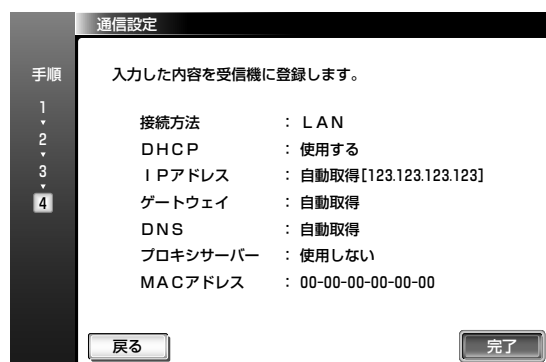 通信設定
手順
1
2
3
4
入力した内容を受信機に登録します。
接続方法 : ＬＡＮ
ＤＨＣＰ : 使用する
ＩＰアドレス : 自動取得[123.123.123.123]
ゲートウェイ : 自動取得
ＤＮＳ : 自動取得
プロキシサーバー : 使用しない
ＭＡＣアドレス : 00-00-00-00-00-00
戻る
完了